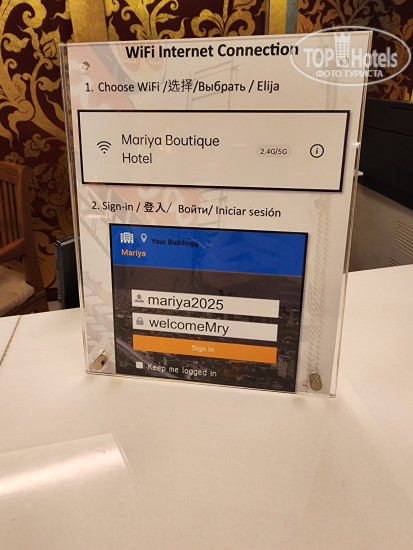 TOP Hotels
ФОТО ТУРИСТА
WiFi Internet Connection
1. Choose WiFi /选择/Выбрать / Elija
Mariya Boutique
Hotel
2.4G/5G
2. Sign-in / 登入/ Войти/ Iniciar sesión
Your Buildingg
Mariya
mariya2025
welcomeMry
Sign in
Keep me logged in